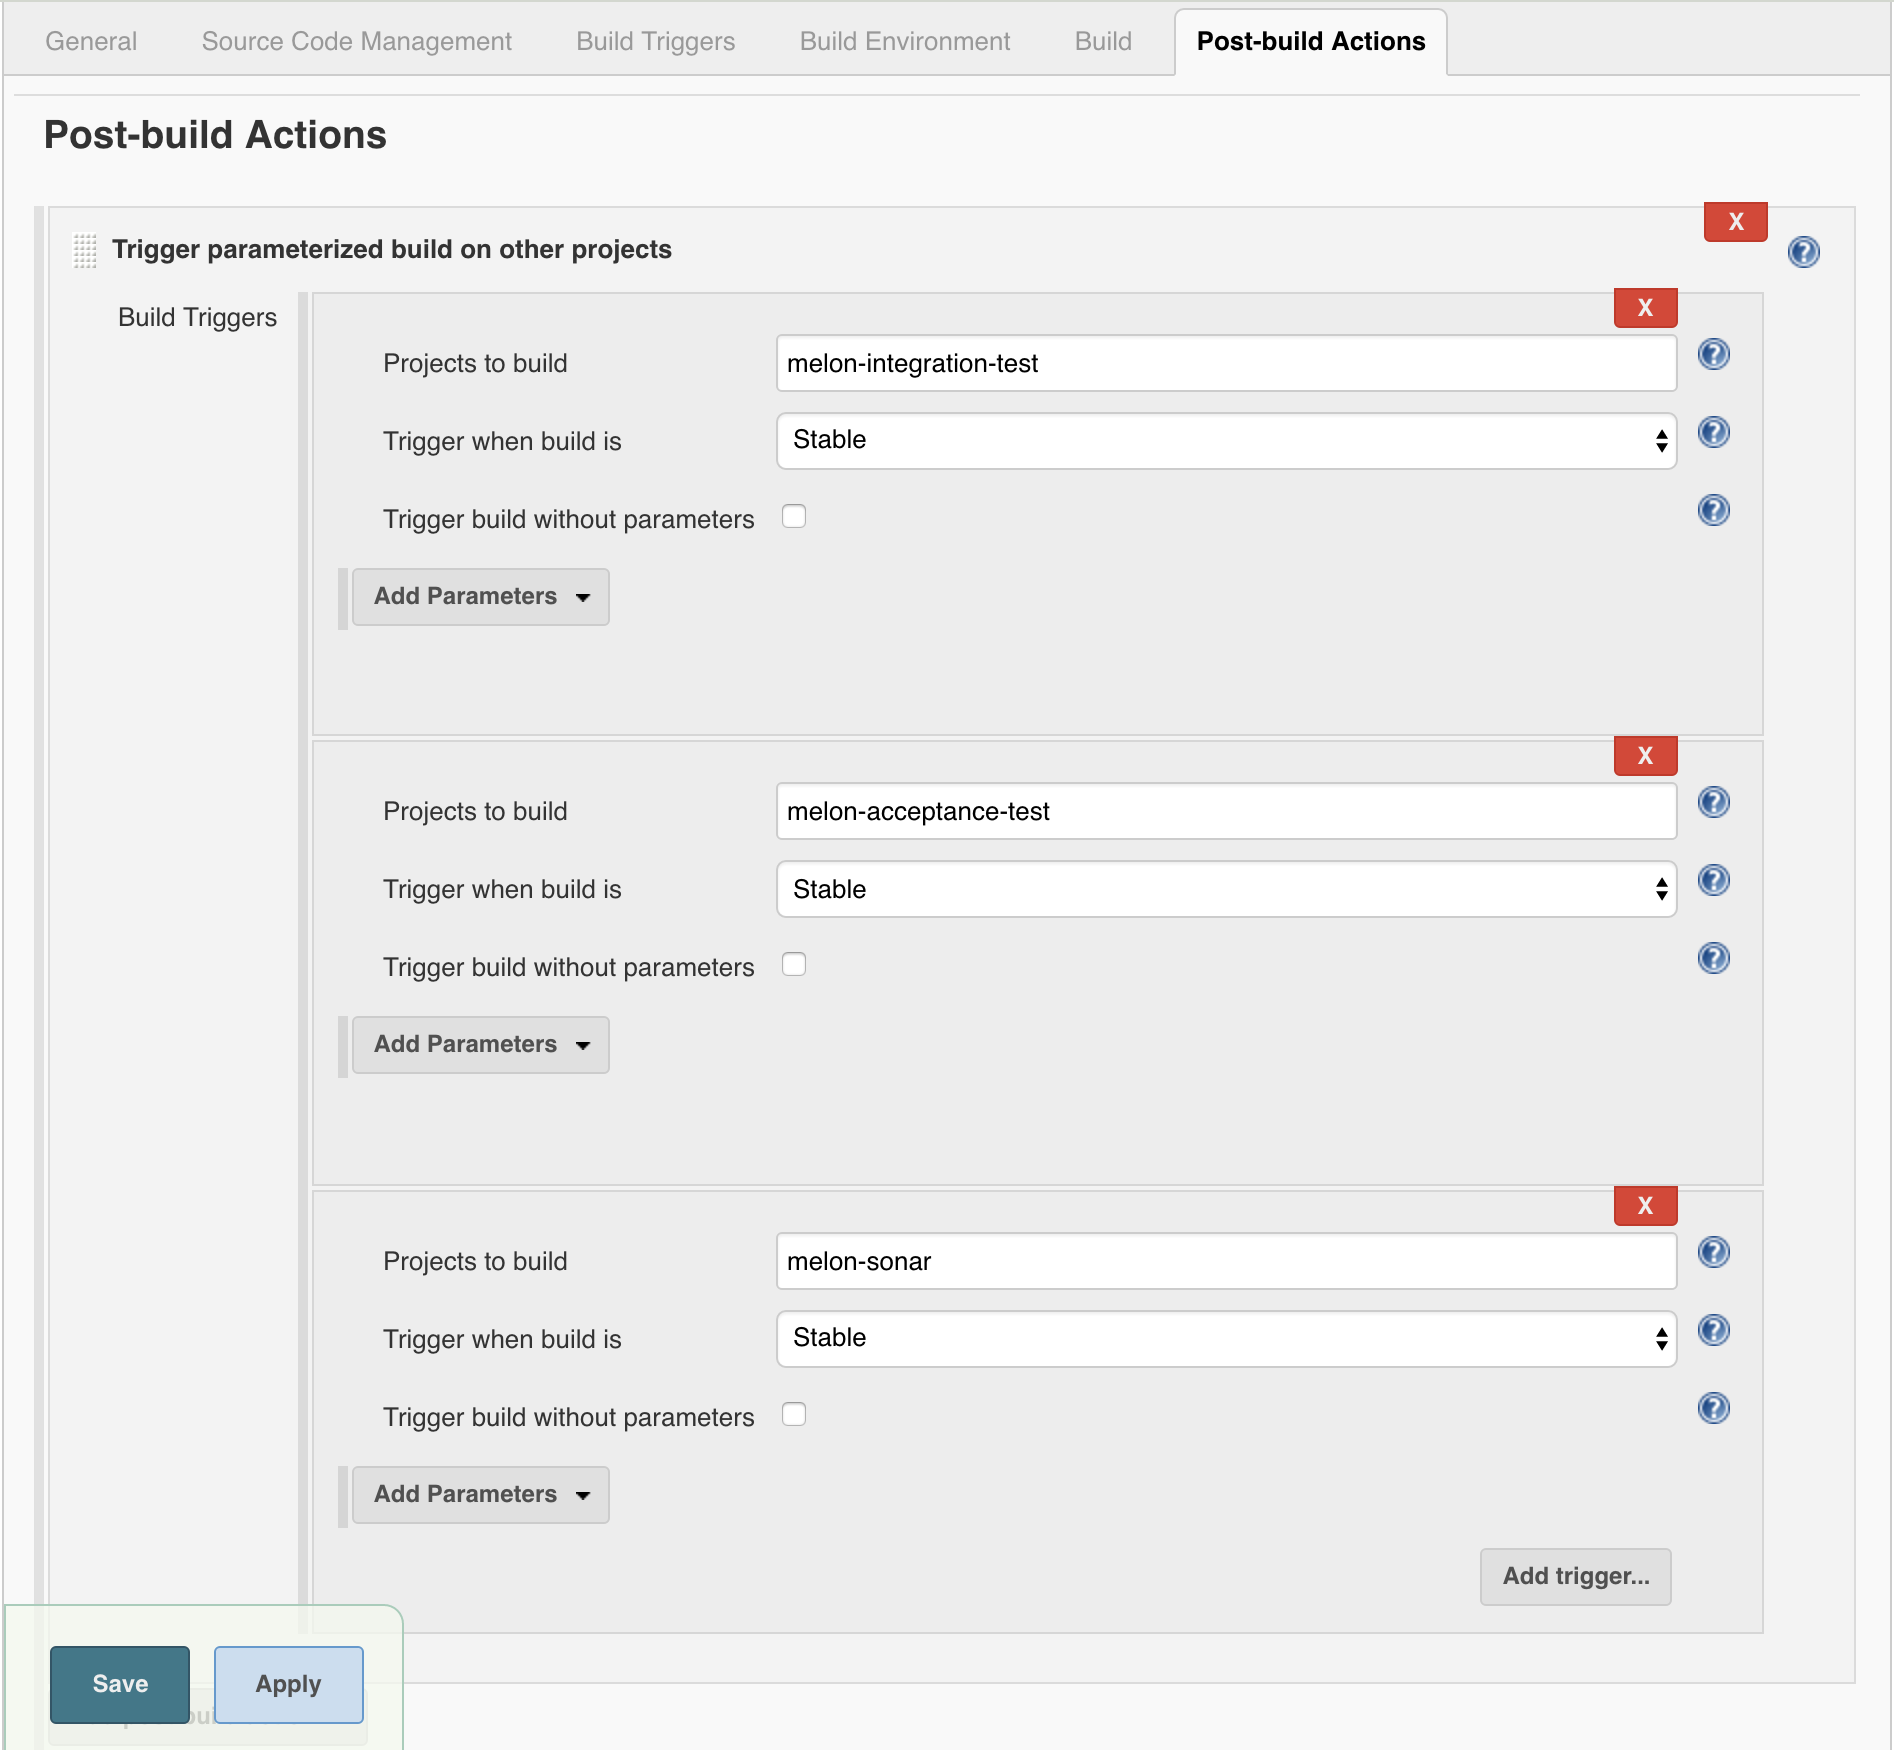 General Source Code Management Build Triggers Build Environment Build Post-build Actions
Post-build Actions
X
Trigger parameterized build on other projects
Build Triggers
X
Projects to build melon-integration-test
Trigger when build is Stable
Trigger build without parameters
Add Parameters
X
Projects to build melon-acceptance-test
Trigger when build is Stable
Trigger build without parameters
Add Parameters
X
Projects to build melon-sonar
Trigger when build is Stable
Trigger build without parameters
Add Parameters
Add trigger...
Save Apply